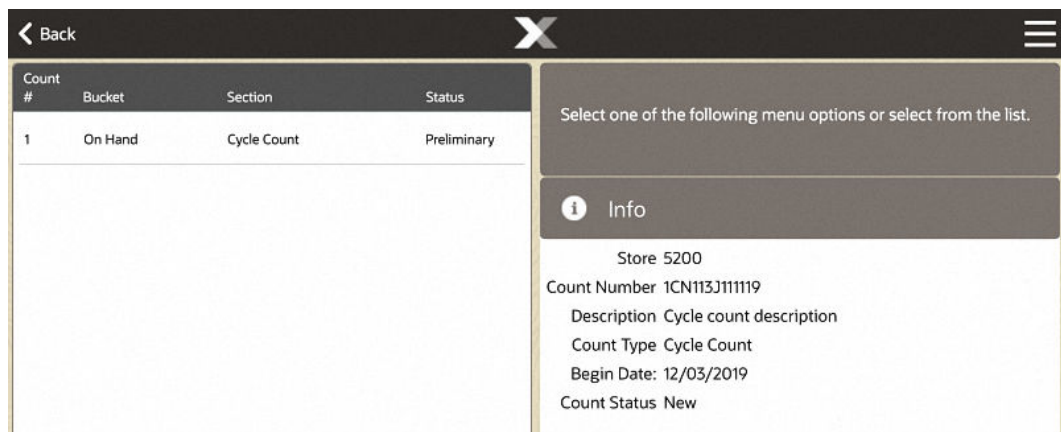 Back
Count
# Bucket Section Status
1 On Hand Cycle Count Preliminary
Select one of the following menu options or select from the list.
Info
Store 5200
Count Number 1CN113J111119
Description Cycle count description
Count Type Cycle Count
Begin Date: 12/03/2019
Count Status New